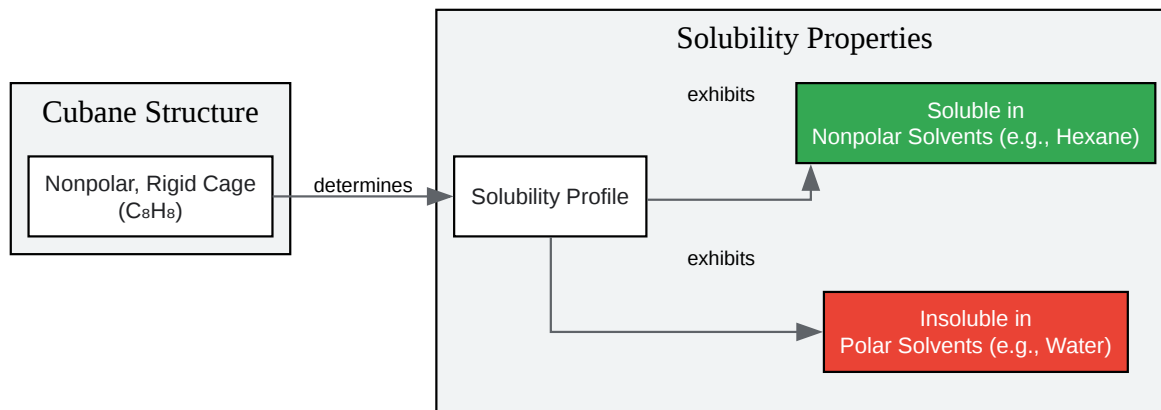 Cubane Structure
Nonpolar, Rigid Cage
(C₈H₈)
determines
Solubility Properties
Solubility Profile
exhibits
Soluble in
Nonpolar Solvents (e.g., Hexane)
exhibits
Insoluble in
Polar Solvents (e.g., Water)